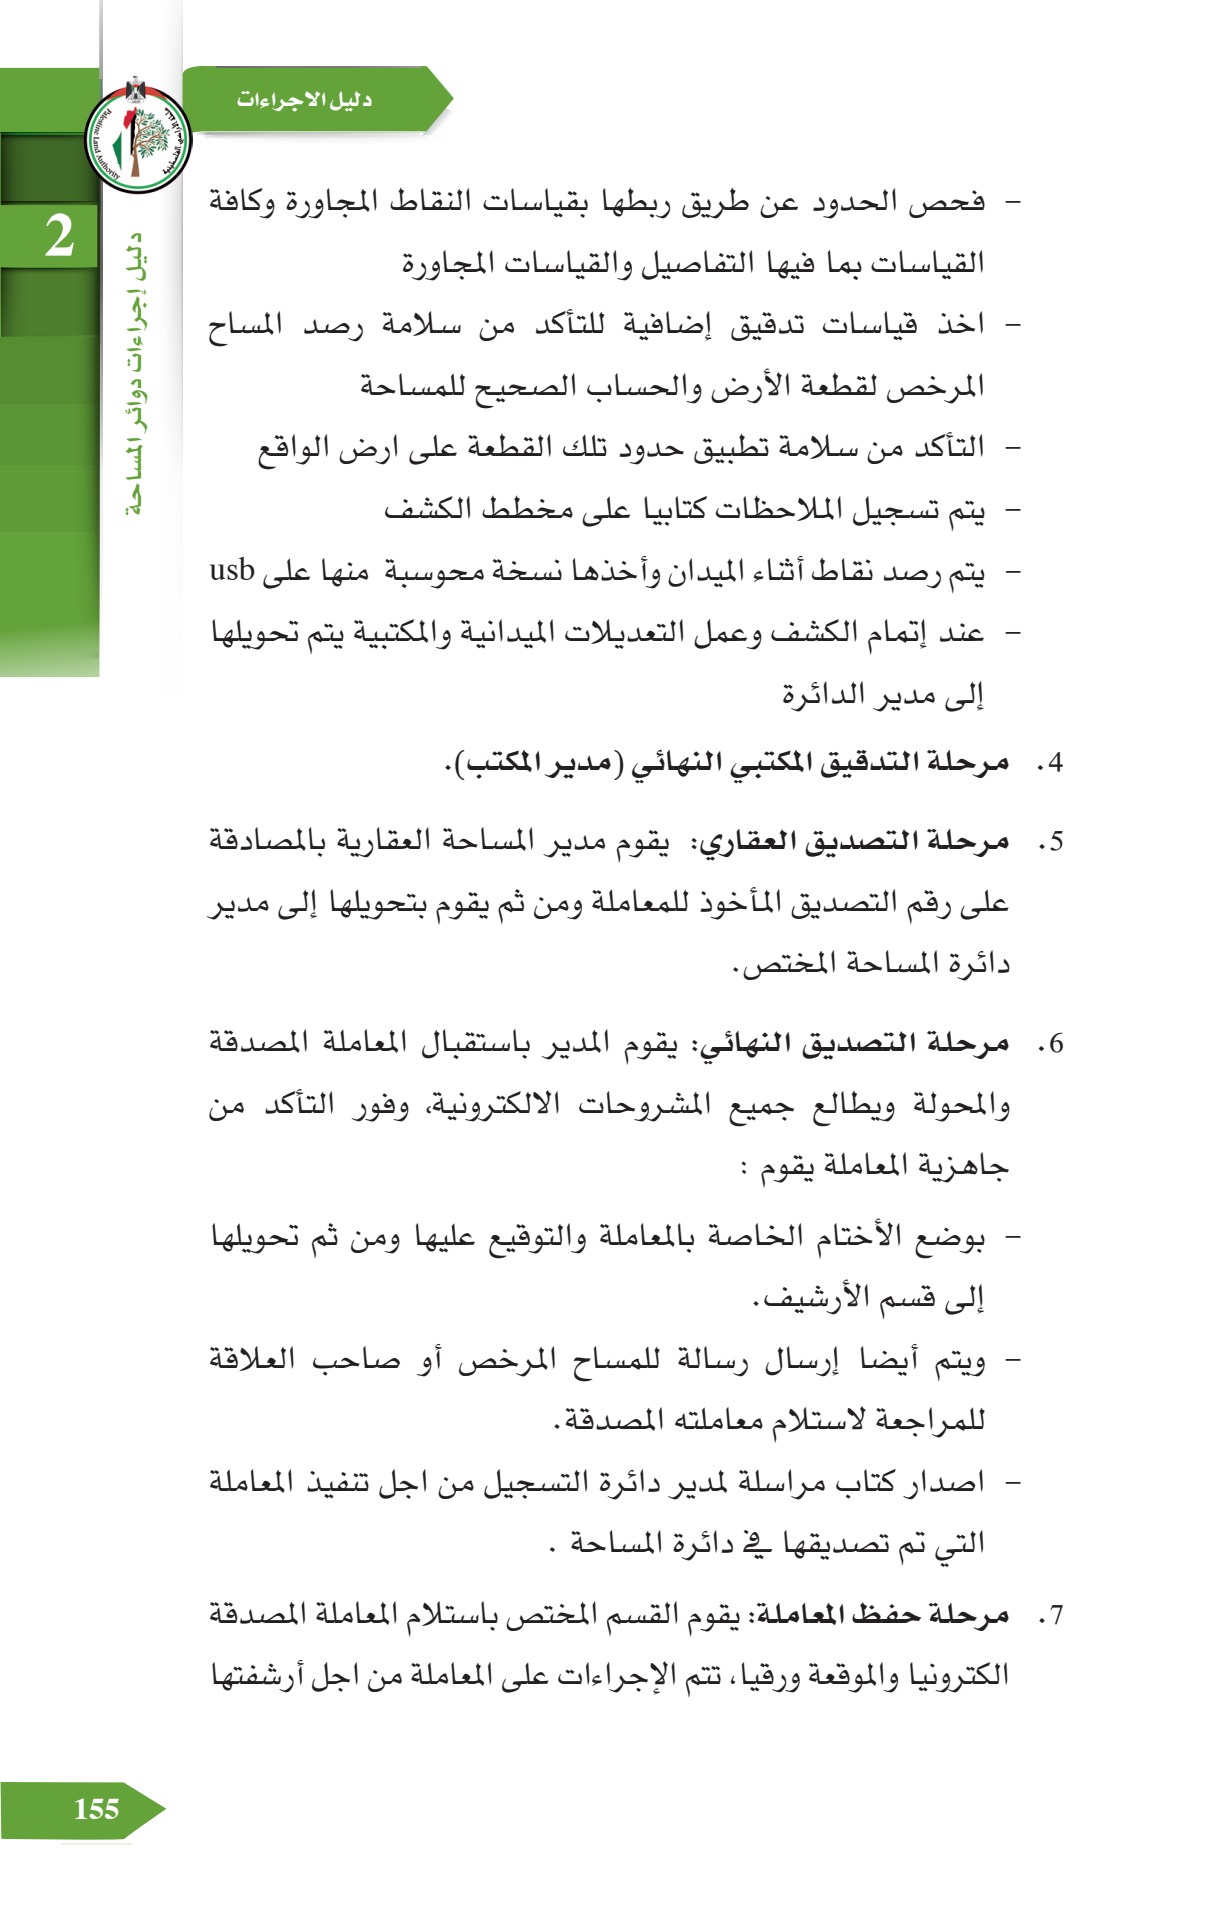 دليل الاجراءات
Palestine Land Authority
2
دليل إجراءات دوائر المساحة
– فحص الحدود عن طريق ربطها بقياسات النقاط المجاورة وكافة
القياسات بما فيها التفاصيل والقياسات المجاورة
– اخذ قياسات تدقيق إضافية للتأكد من سلامة رصد المساح
المرخص لقطعة الأرض والحساب الصحيح للمساحة
– التأكد من سلامة تطبيق حدود تلك القطعة على ارض الواقع
– يتم تسجيل الملاحظات كتابيا على مخطط الكشف
– يتم رصد نقاط أثناء الميدان وأخذها نسخة محوسبة منها على usb
– عند إتمام الكشف وعمل التعديلات الميدانية والمكتبية يتم تحويلها
إلى مدير الدائرة
4. مرحلة التدقيق المكتبي النهائي (مدير المكتب).
5. مرحلة التصديق العقاري: يقوم مدير المساحة العقارية بالمصادقة
على رقم التصديق المأخوذ للمعاملة ومن ثم يقوم بتحويلها إلى مدير
دائرة المساحة المختص.
6. مرحلة التصديق النهائي: يقوم المدير باستقبال المعاملة المصدقة
والمحولة ويطالع جميع المشروحات الالكترونية، وفور التأكد من
جاهزية المعاملة يقوم :
– بوضع الأختام الخاصة بالمعاملة والتوقيع عليها ومن ثم تحويلها
إلى قسم الأرشيف.
– ويتم أيضا إرسال رسالة للمساح المرخص أو صاحب العلاقة
للمراجعة لاستلام معاملته المصدقة.
– اصدار كتاب مراسلة لمدير دائرة التسجيل من اجل تنفيذ المعاملة
التي تم تصديقها في دائرة المساحة .
7. مرحلة حفظ المعاملة: يقوم القسم المختص باستلام المعاملة المصدقة
الكترونيا والموقعة ورقيا، تتم الإجراءات على المعاملة من اجل أرشفتها
155